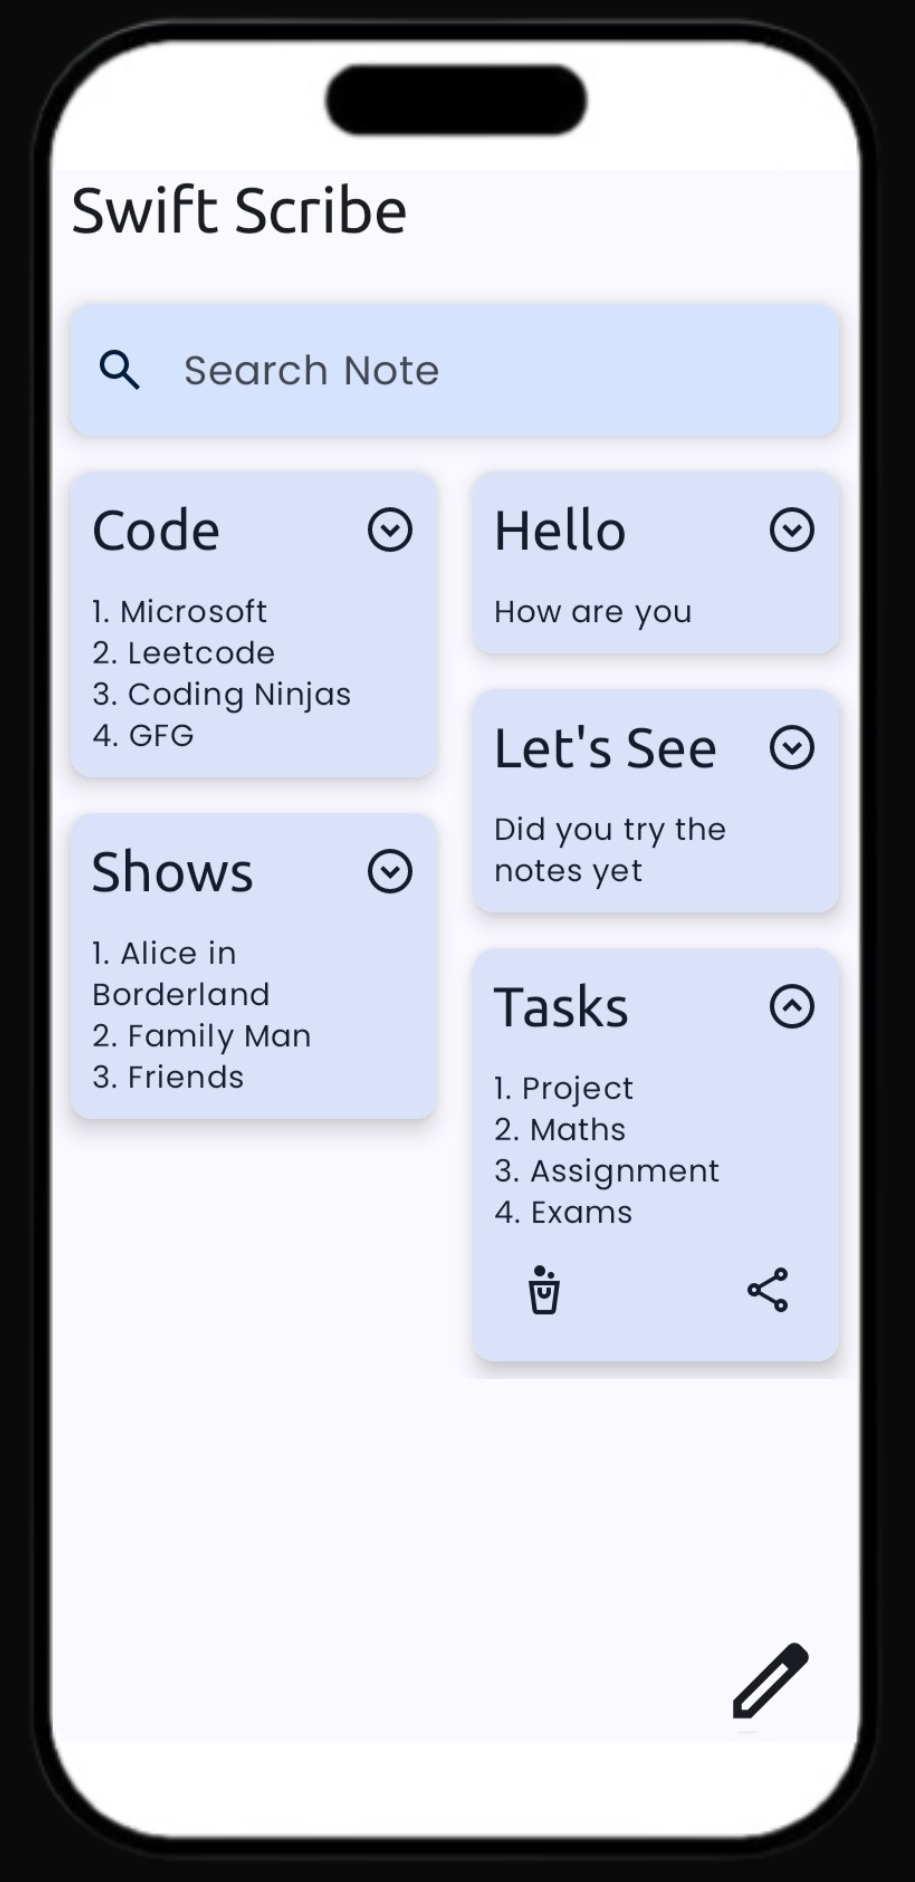 Swift Scribe
Search Note
Code
1. Microsoft
2. Leetcode
3. Coding Ninjas
4. GFG
Shows
1. Alice in
Borderland
2. Family Man
3. Friends
Hello
How are you
Let's See
Did you try the
notes yet
Tasks
1. Project
2. Maths
3. Assignment
4. Exams